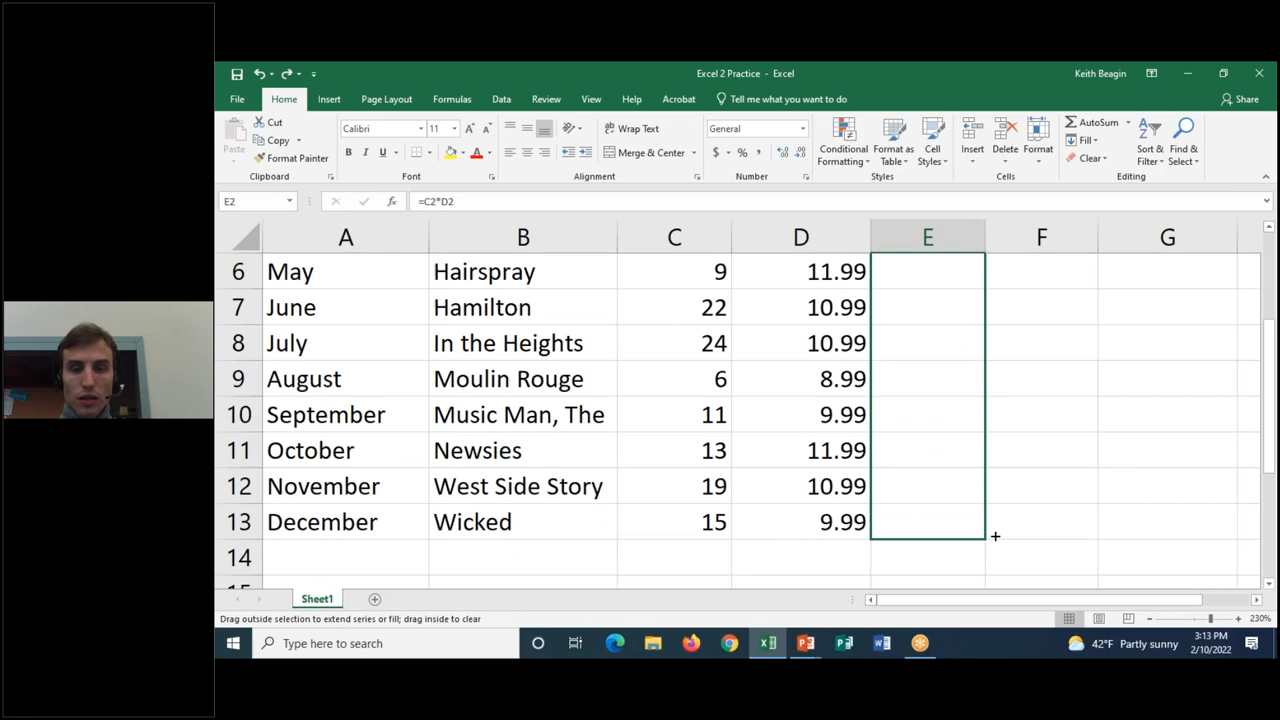 Excel 2 Practice - Excel
Keith Beagin
File Home Insert Page Layout Formulas Data Review View Help Acrobat Tell me what you want to do Share
Paste
Cut
Copy
Format Painter
Clipboard
Calibri 11
B I U
Font
Wrap Text
Merge & Center
Alignment
General
$ % ,
Number
Conditional Formatting
Format as Table
Cell Styles
Styles
Insert
Delete
Format
Cells
AutoSum
Fill
Clear
Sort & Filter
Find & Select
Editing
E2 fx =C2*D2
A B C D E F G
6 May Hairspray 9 11.99
7 June Hamilton 22 10.99
8 July In the Heights 24 10.99
9 August Moulin Rouge 6 8.99
10 September Music Man, The 11 9.99
11 October Newsies 13 11.99
12 November West Side Story 19 10.99
13 December Wicked 15 9.99
14
15
Sheet1
Drag outside selection to extend series or fill; drag inside to clear
230%
Type here to search
42°F Partly sunny
3:13 PM
2/10/2022